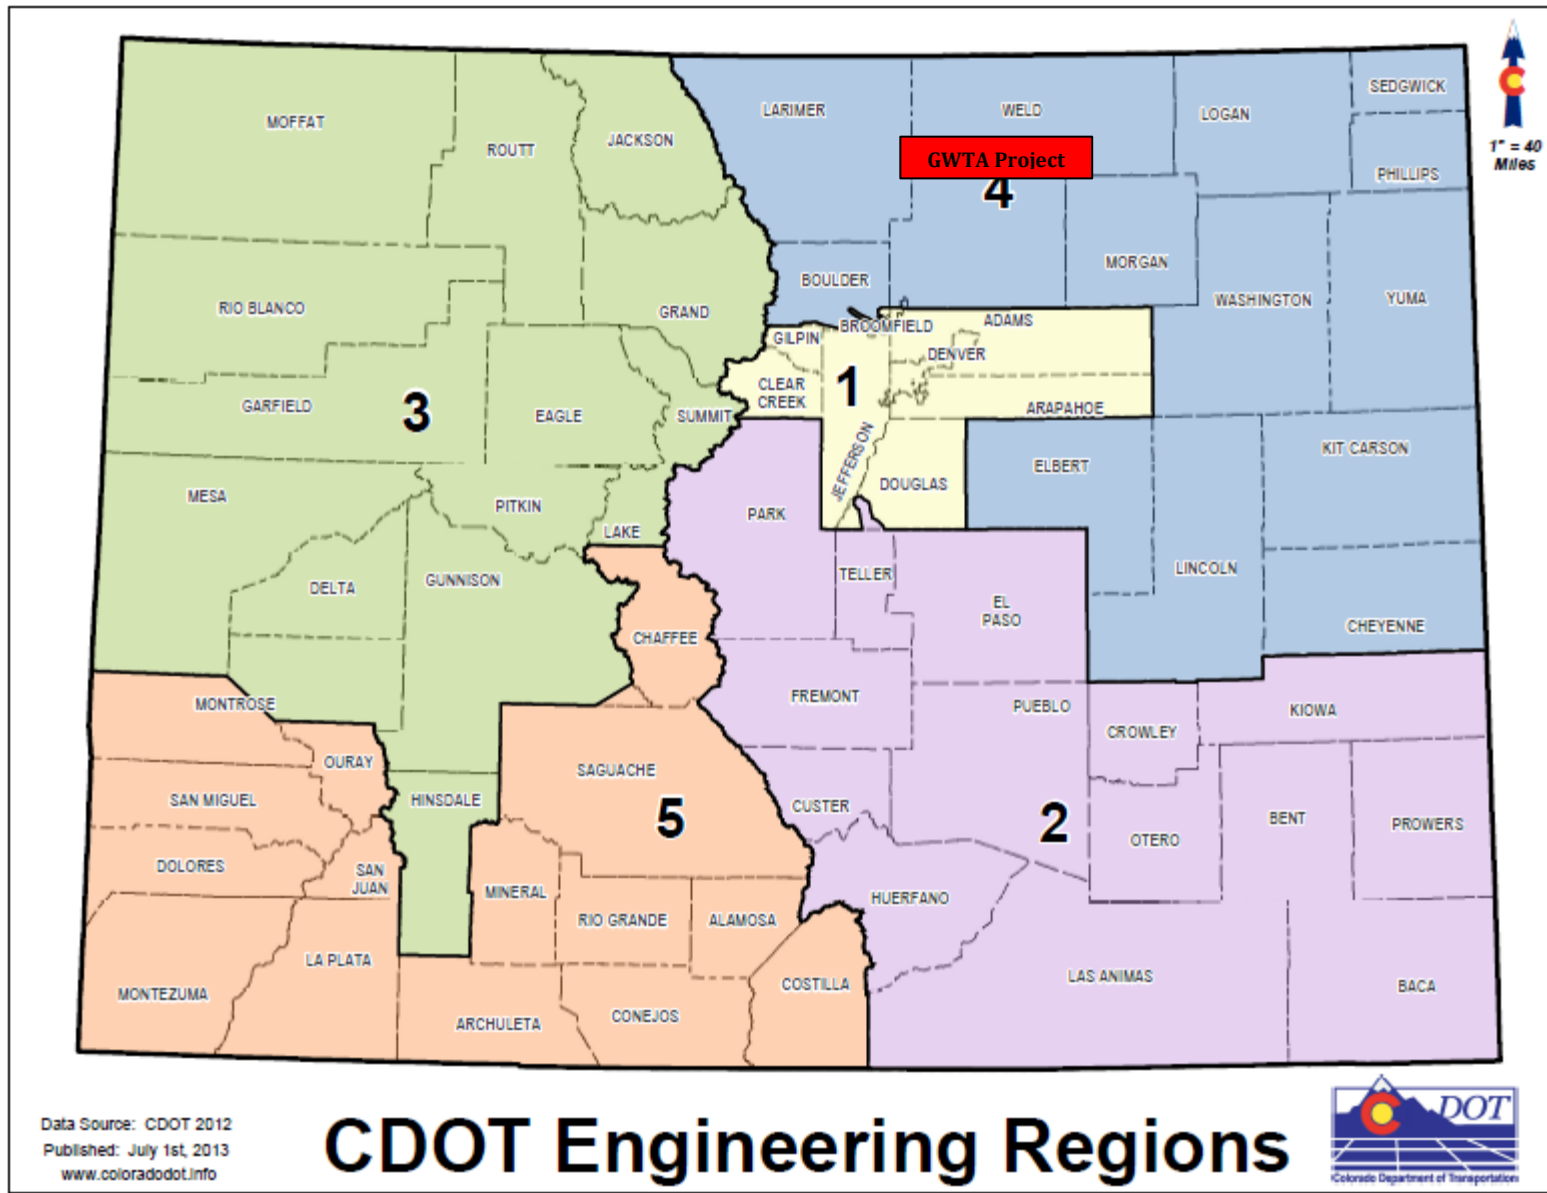 SEDGWICK
LARIMER
WELD
LOGAN
MOFFAT
JACKSON
ROUTT
1" = 40
Miles
GWTA Project
PHILLIPS
4
MORGAN
BOULDER
RIO BLANCO
GRAND
WASHINGTON
YUMA
BROOMFIELD
ADAMS
GILPIN
DENVER
CLEAR
CREEK
1
GARFIELD
3
EAGLE
SUMMIT
ARAPAHOE
KIT CARSON
JEFFERSON
ELBERT
DOUGLAS
MESA
PITKIN
PARK
LAKE
DELTA
GUNNISON
TELLER
LINCOLN
EL
PASO
CHAFFEE
CHEYENNE
MONTROSE
FREMONT
PUEBLO
KIOWA
CROWLEY
OURAY
SAGUACHE
SAN MIGUEL
HINSDALE
CUSTER
5
2
BENT
PROWERS
OTERO
DOLORES
SAN
JUAN
MINERAL
HUERFANO
RIO GRANDE
ALAMOSA
LA PLATA
LAS ANIMAS
COSTILLA
BACA
MONTEZUMA
ARCHULETA
CONEJOS
Data Source: CDOT 2012
Published: July 1st, 2013
www.coloradodot.info
CDOT Engineering Regions
C DOT
Colorado Department of Transportation